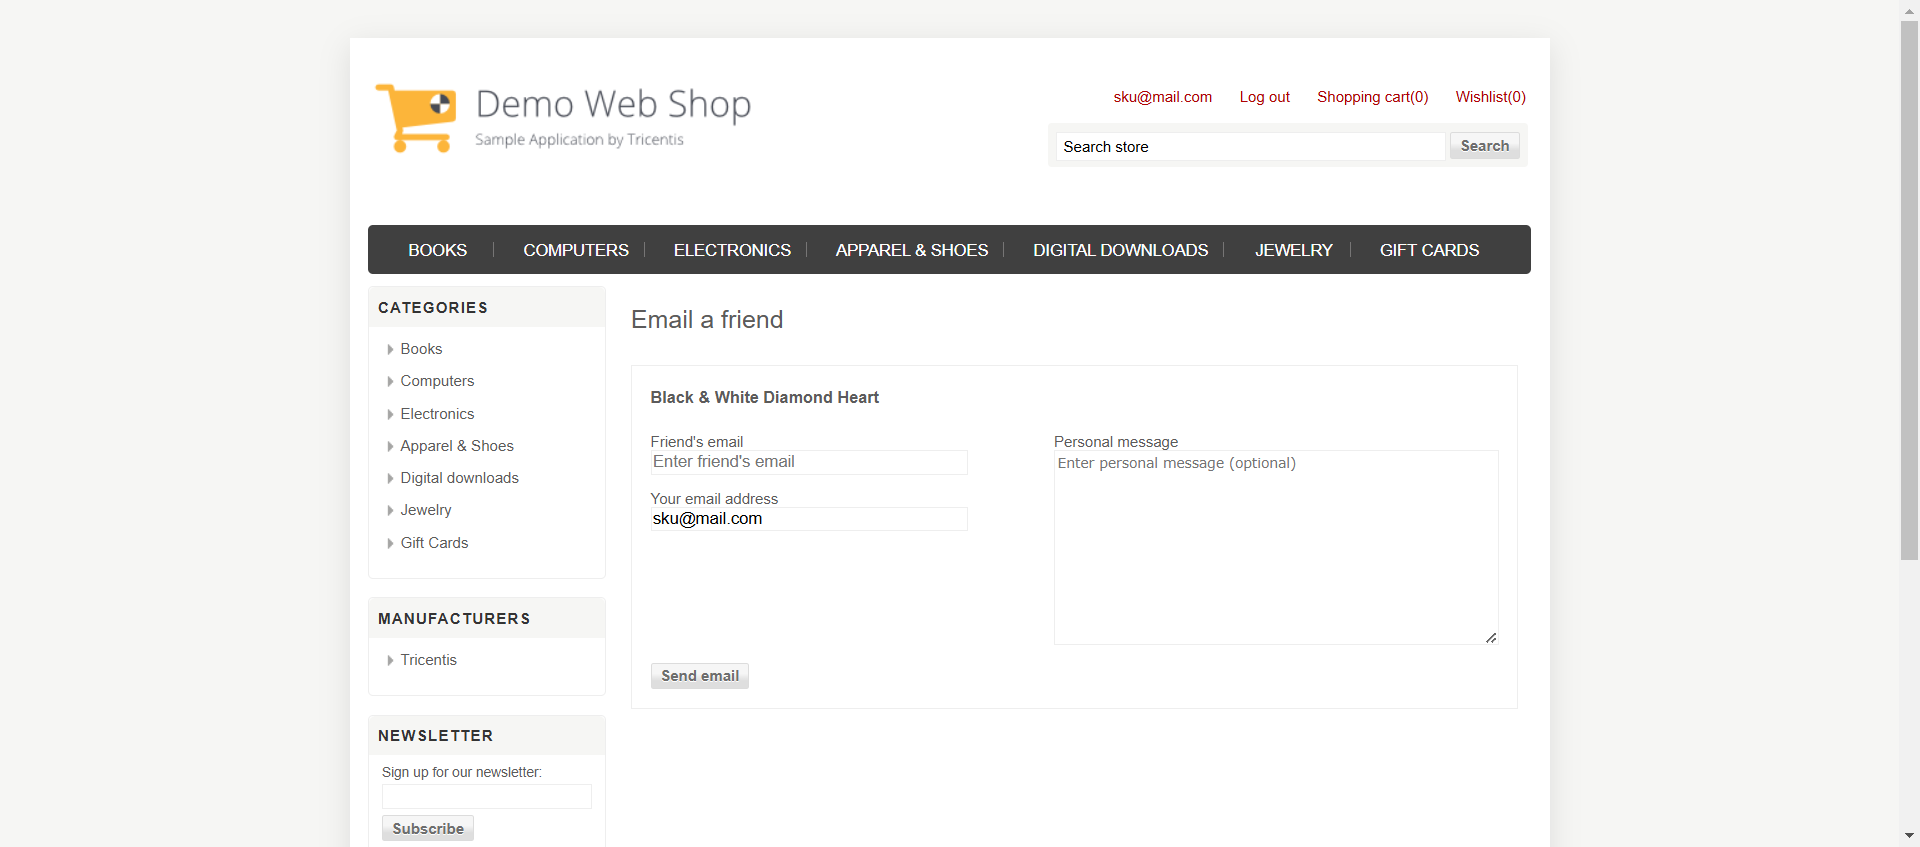 Demo Web Shop
Sample Application by Tricentis
sku@mail.com Log out Shopping cart(0) Wishlist(0)
Search store Search
BOOKS COMPUTERS ELECTRONICS APPAREL & SHOES DIGITAL DOWNLOADS JEWELRY GIFT CARDS
CATEGORIES
Books
Computers
Electronics
Apparel & Shoes
Digital downloads
Jewelry
Gift Cards
MANUFACTURERS
Tricentis
NEWSLETTER
Sign up for our newsletter:
Subscribe
Email a friend
Black & White Diamond Heart
Friend's email
Enter friend's email
Your email address
sku@mail.com
Personal message
Enter personal message (optional)
Send email